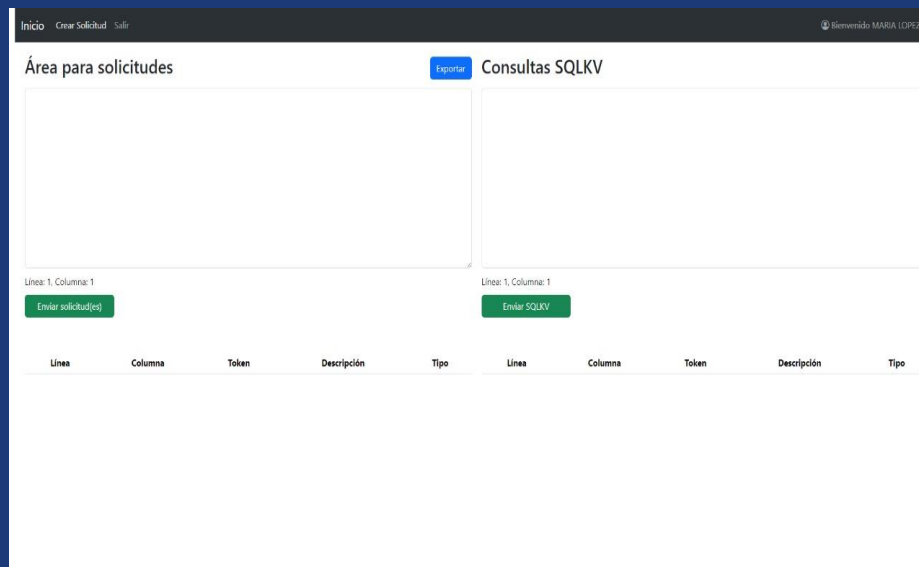 Inicio Crear Solicitud Salir Bienvenido MARIA LOPEZ
Área para solicitudes Exportar Consultas SQLKV
Línea: 1, Columna: 1 Línea: 1, Columna: 1
Enviar solicitud(es) Enviar SQLKV
Línea Columna Token Descripción Tipo Línea Columna Token Descripción Tipo